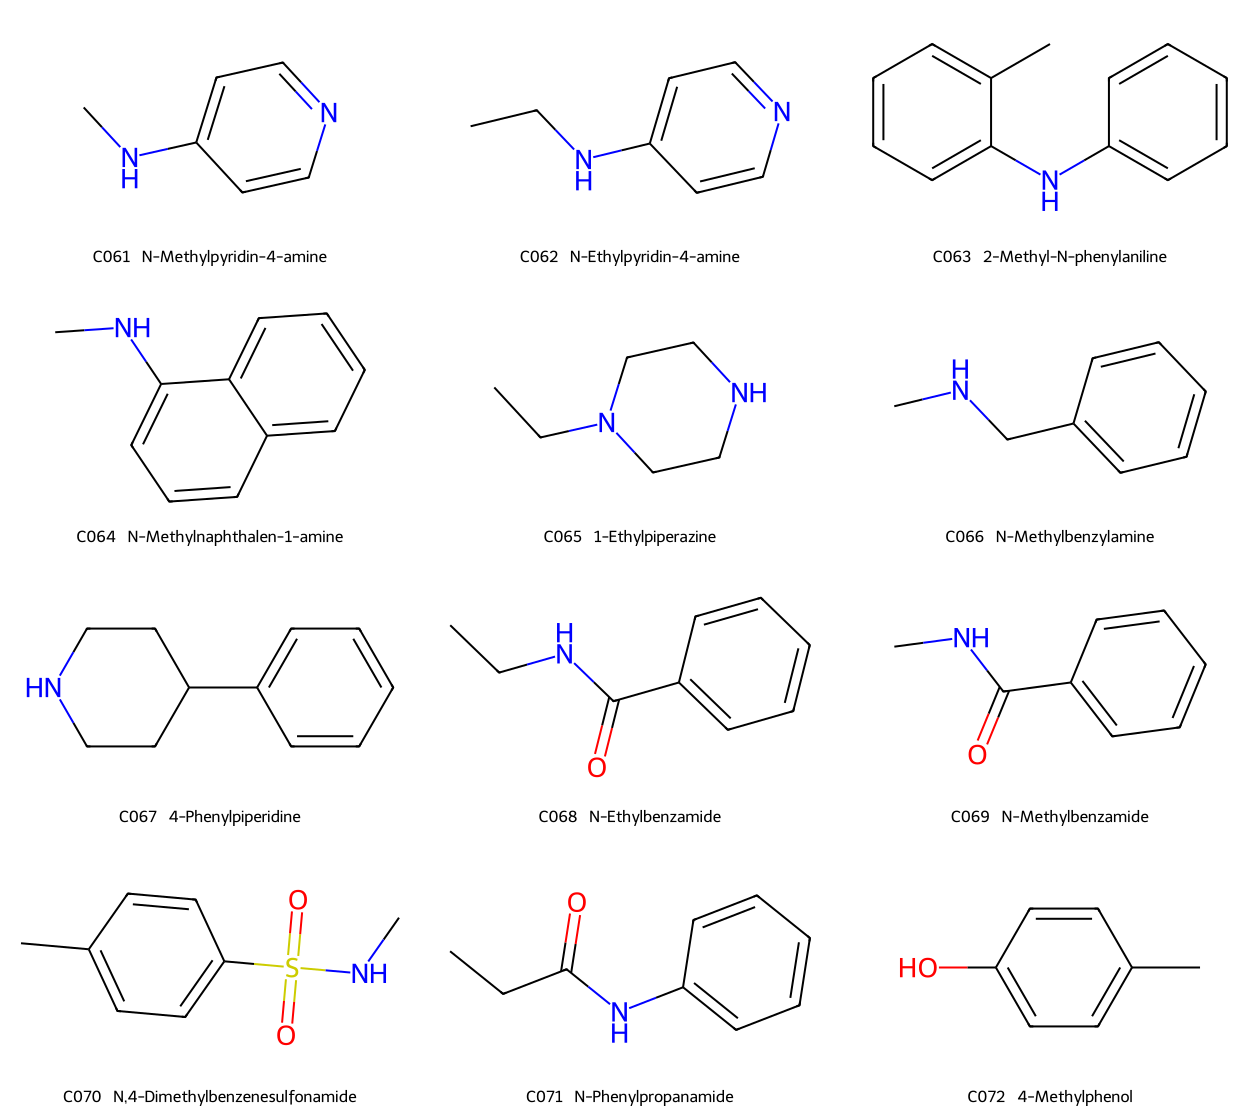 N
N
H
C061 N-Methylpyridin-4-amine
N
N
H
C062 N-Ethylpyridin-4-amine
N
H
C063 2-Methyl-N-phenylaniline
NH
C064 N-Methylnaphthalen-1-amine
N
NH
C065 1-Ethylpiperazine
H
N
C066 N-Methylbenzylamine
HN
C067 4-Phenylpiperidine
H
N
O
C068 N-Ethylbenzamide
NH
O
C069 N-Methylbenzamide
O
S
NH
O
C070 N,4-Dimethylbenzenesulfonamide
O
N
H
C071 N-Phenylpropanamide
HO
C072 4-Methylphenol